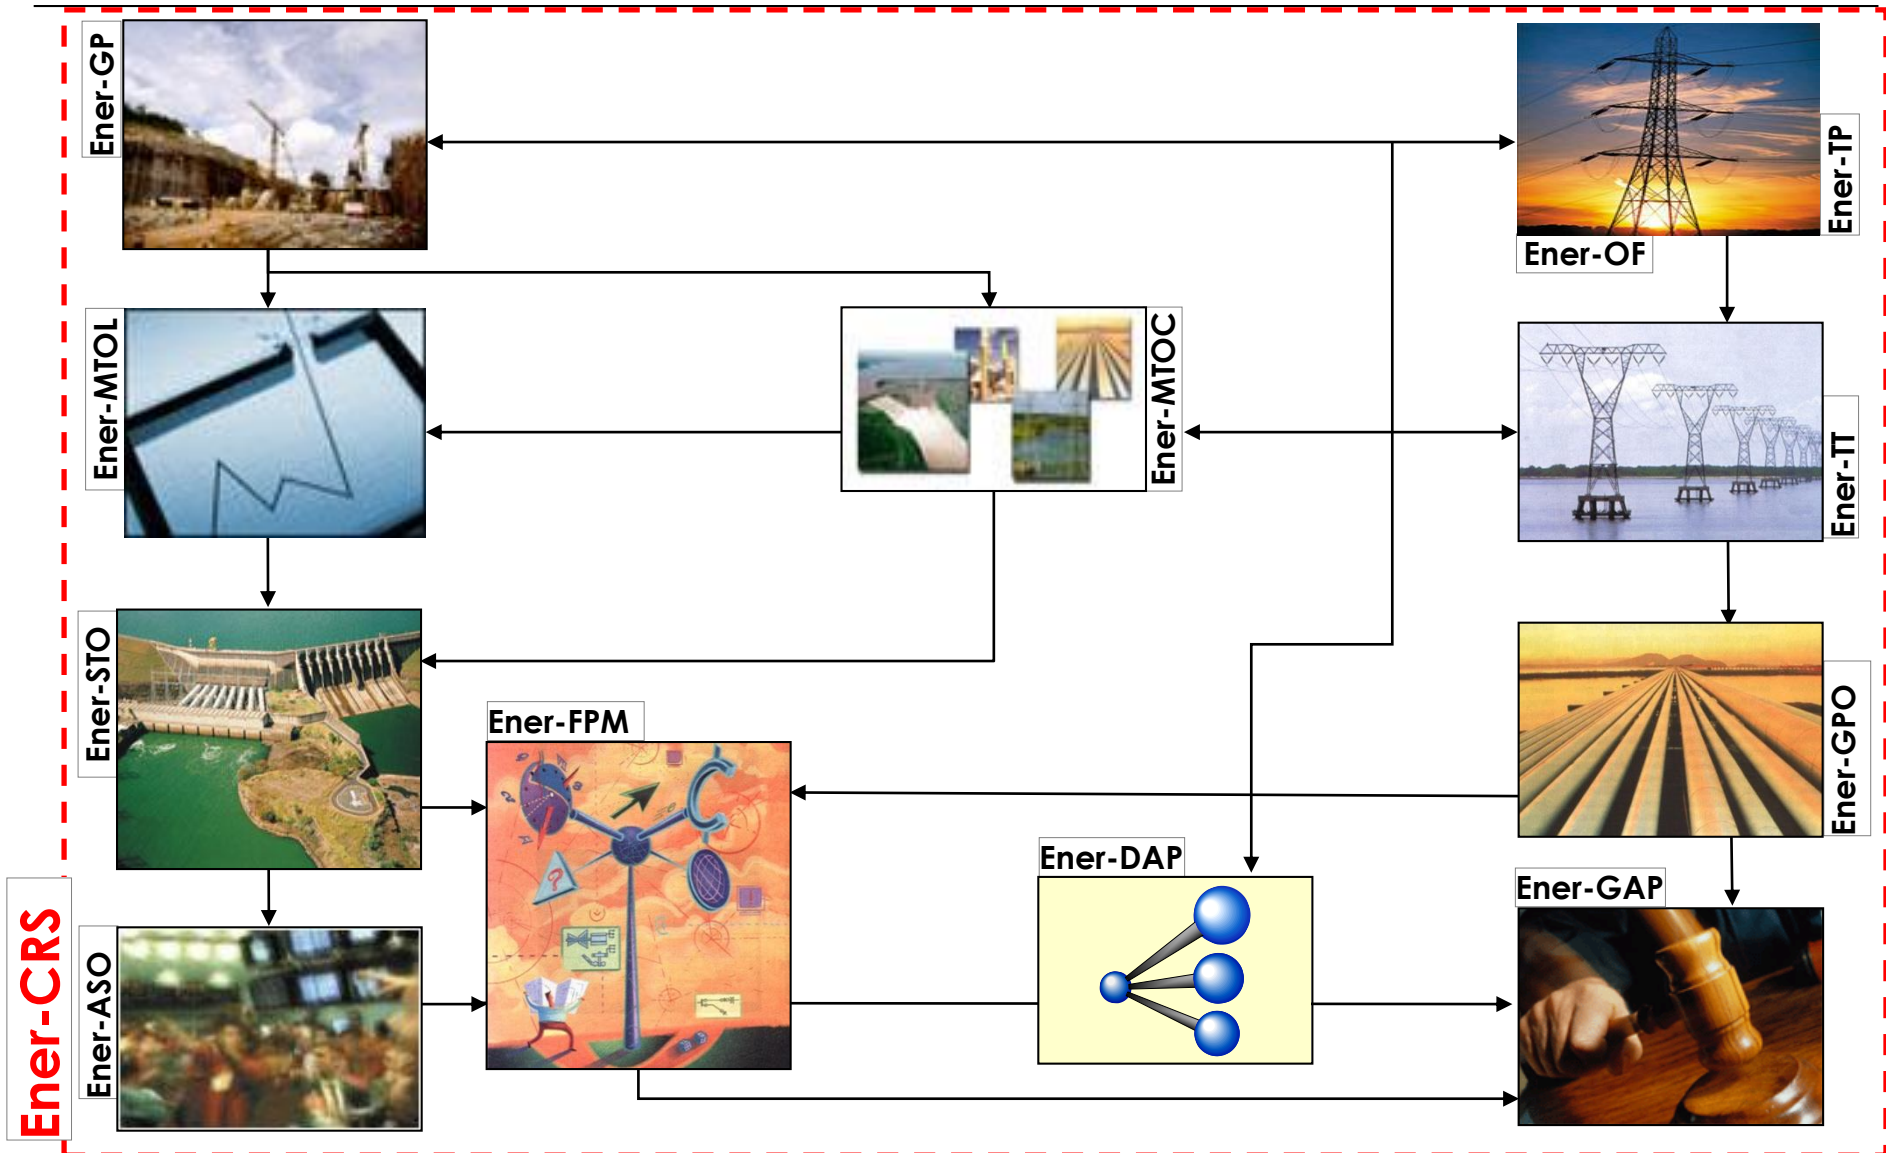 Ener-GP
Ener-TP
Ener-OF
Ener-MTOL
Ener-MTOC
Ener-TT
Ener-STO
Ener-FPM
Ener-GPO
Ener-DAP
Ener-GAP
Ener-CRS
Ener-ASO